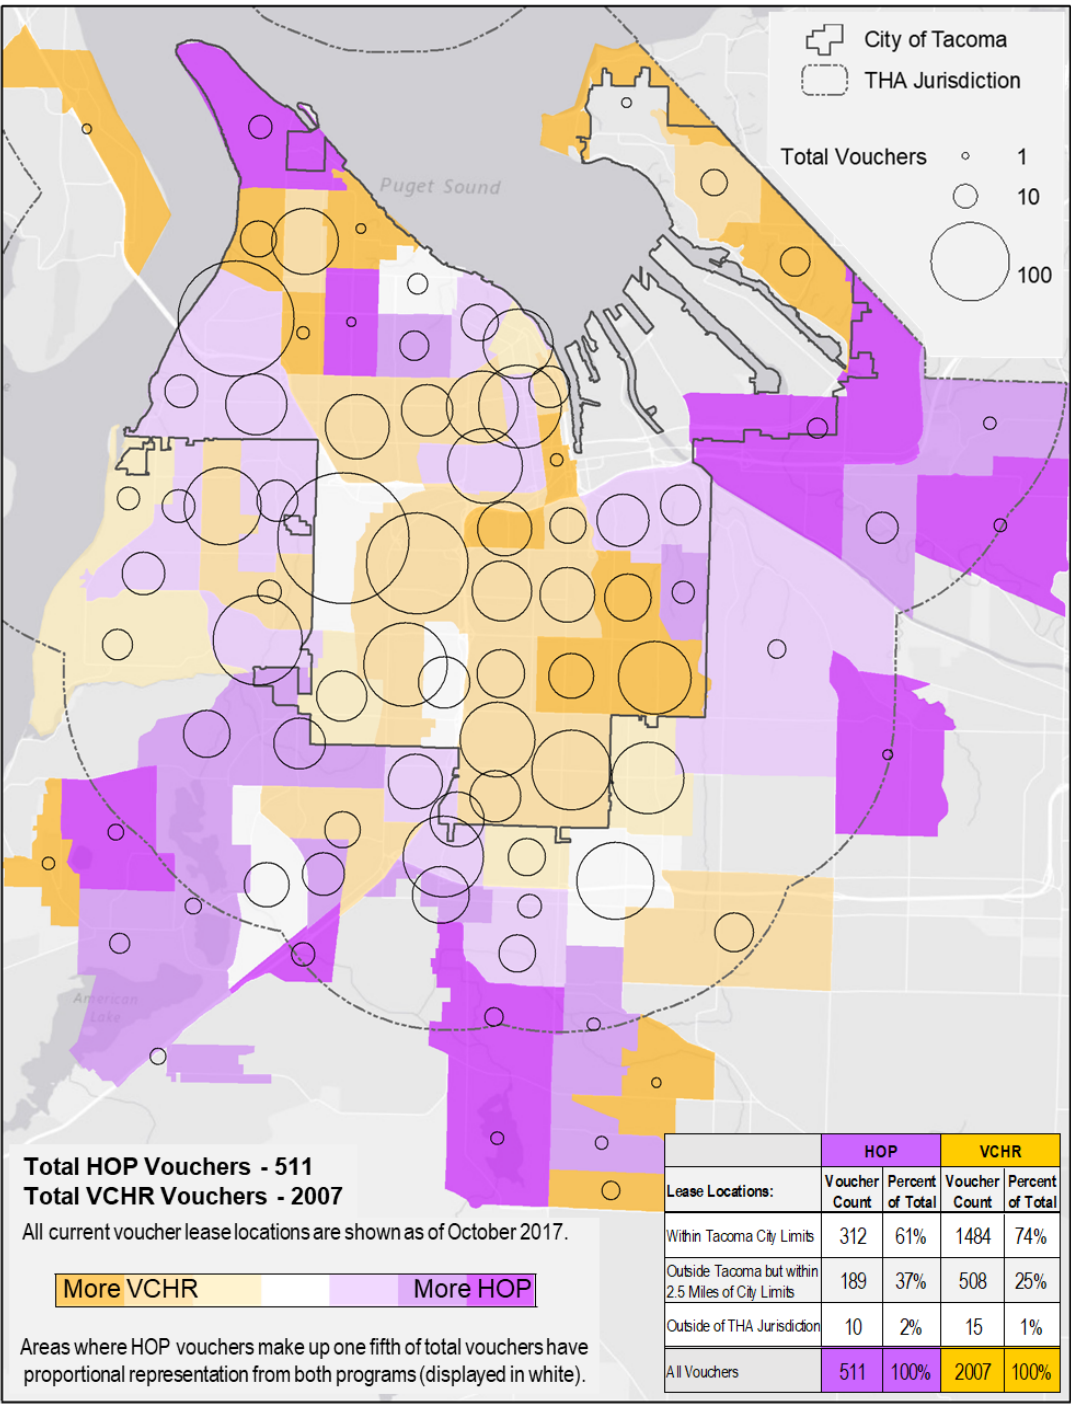 City of Tacoma
THA Jurisdiction
Total Vouchers
1
10
100
Puget Sound
American
Lake
e
Total HOP Vouchers - 511
Total VCHR Vouchers - 2007
All current voucher lease locations are shown as of October 2017.
More VCHR More HOP
Areas where HOP vouchers make up one fifth of total vouchers have
proportional representation from both programs (displayed in white).
HOP VCHR
Lease Locations: Voucher Count Percent of Total Voucher Count Percent of Total
Within Tacoma City Limits 312 61% 1484 74%
Outside Tacoma but within 2.5 Miles of City Limits 189 37% 508 25%
Outside of THA Jurisdiction 10 2% 15 1%
All Vouchers 511 100% 2007 100%